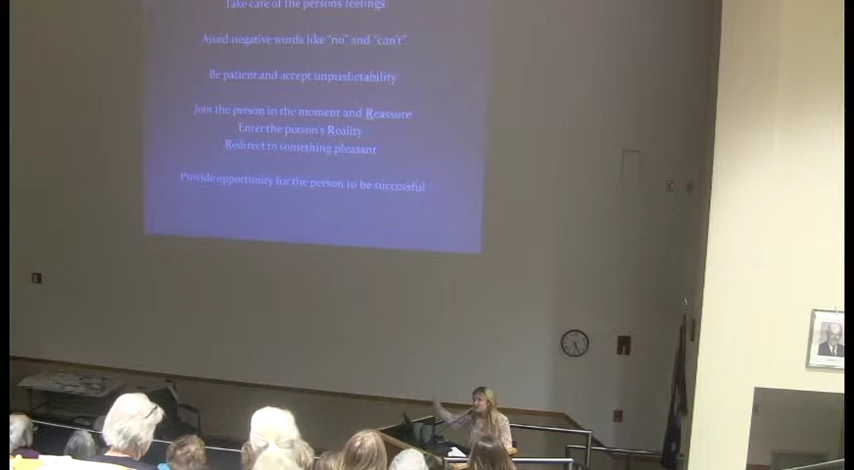 Take care of the person's feelings
Avoid negative words like "no" and "can't"
Be patient and accept unpredictability
Join the person in the moment and Reassure
Enter the person's Reality
Redirect to something pleasant
Provide opportunity for the person to be successful